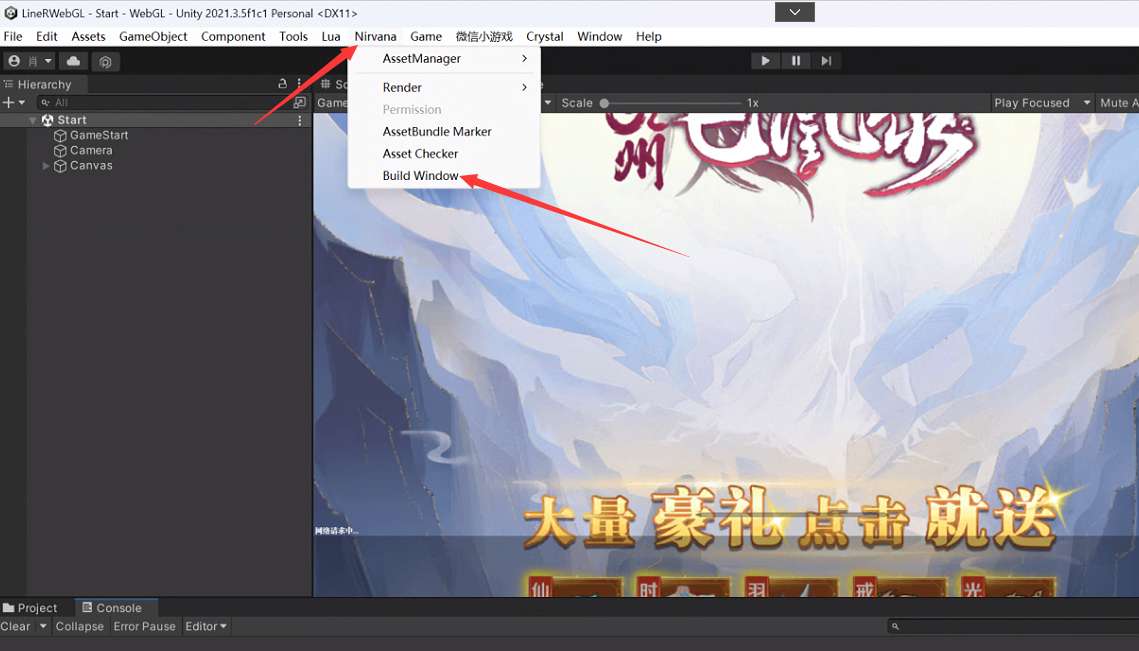 LineRWebGL - Start - WebGL - Unity 2021.3.5f1c1 Personal <DX11>
File Edit Assets GameObject Component Tools Lua Nirvana Game 微信小游戏 Crystal Window Help
肖
AssetManager
Render
Permission
AssetBundle Marker
Asset Checker
Build Window
Hierarchy
All
Start
GameStart
Camera
Canvas
Game
Scale 1x Play Focused Mute A
州
网络请求中...
大量豪礼点击就送
仙 时 羽 戒 光
Project Console
Clear Collapse Error Pause Editor